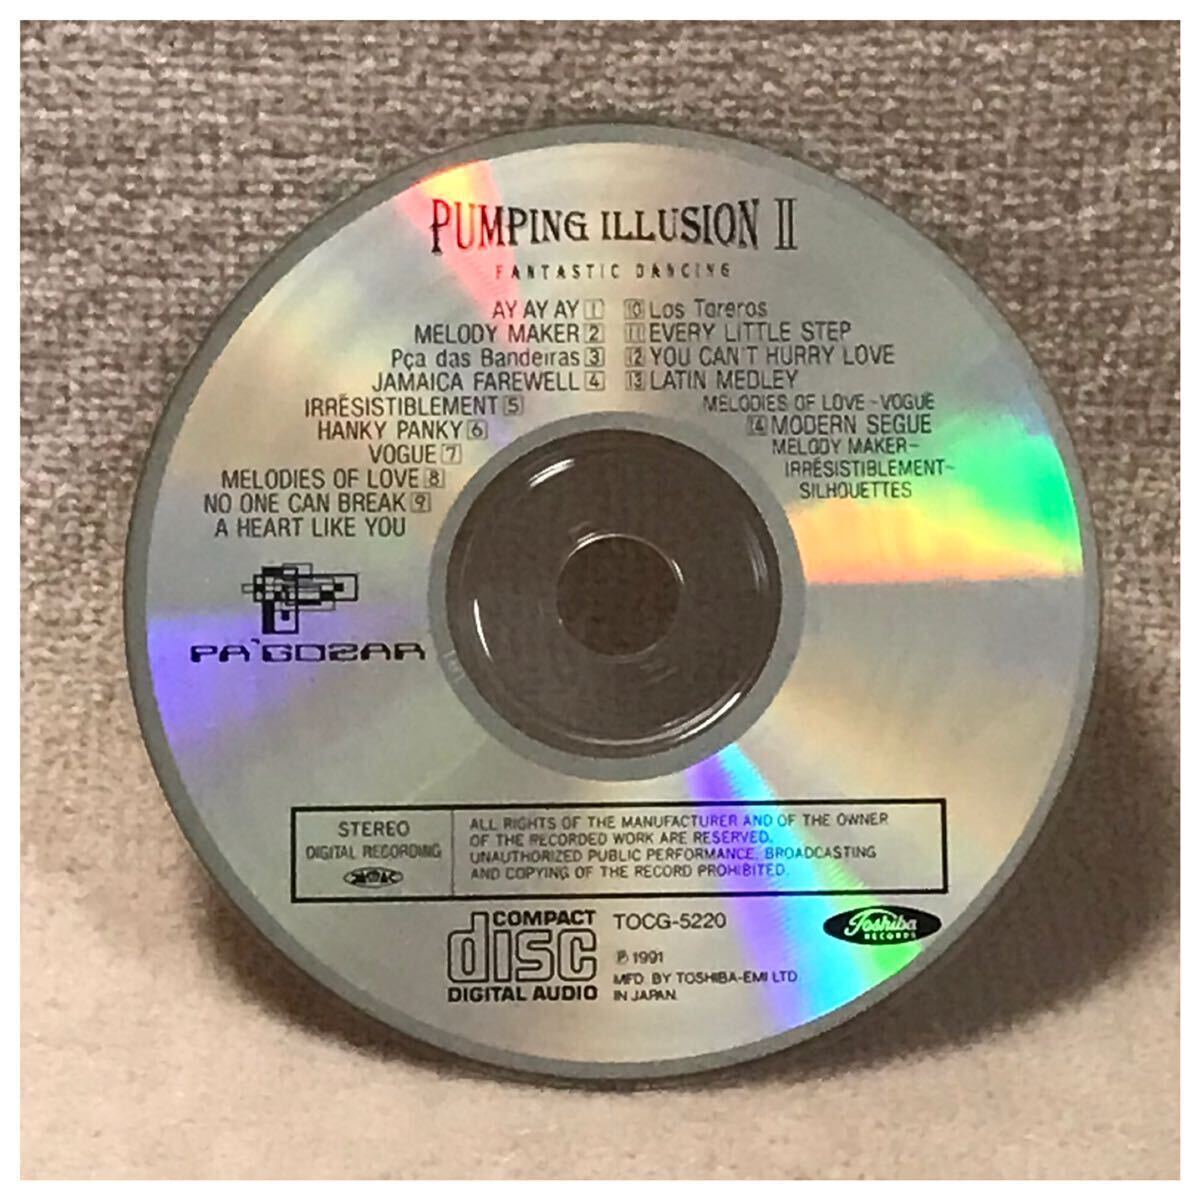 PUMPING ILLUSION II
FANTASTIC DANCING
AY AY AY 1
MELODY MAKER 2
Pça das Bandeiras 3
JAMAICA FAREWELL 4
IRRÉSISTIBLEMENT 5
HANKY PANKY 6
VOGUE 7
MELODIES OF LOVE 8
NO ONE CAN BREAK 9
A HEART LIKE YOU
10 Los Toreros
11 EVERY LITTLE STEP
12 YOU CAN'T HURRY LOVE
13 LATIN MEDLEY
MELODIES OF LOVE~VOGUE
14 MODERN SEGUE
MELODY MAKER~
IRRÉSISTIBLEMENT~
SILHOUETTES
PA'GOZAR
STEREO
DIGITAL RECORDING
ALL RIGHTS OF THE MANUFACTURER AND OF THE OWNER
OF THE RECORDED WORK ARE RESERVED.
UNAUTHORIZED PUBLIC PERFORMANCE, BROADCASTING
AND COPYING OF THE RECORD PROHIBITED.
COMPACT
disc
DIGITAL AUDIO
TOCG-5220
℗ 1991
MFD BY TOSHIBA-EMI LTD
IN JAPAN.
Toshiba
RECORDS